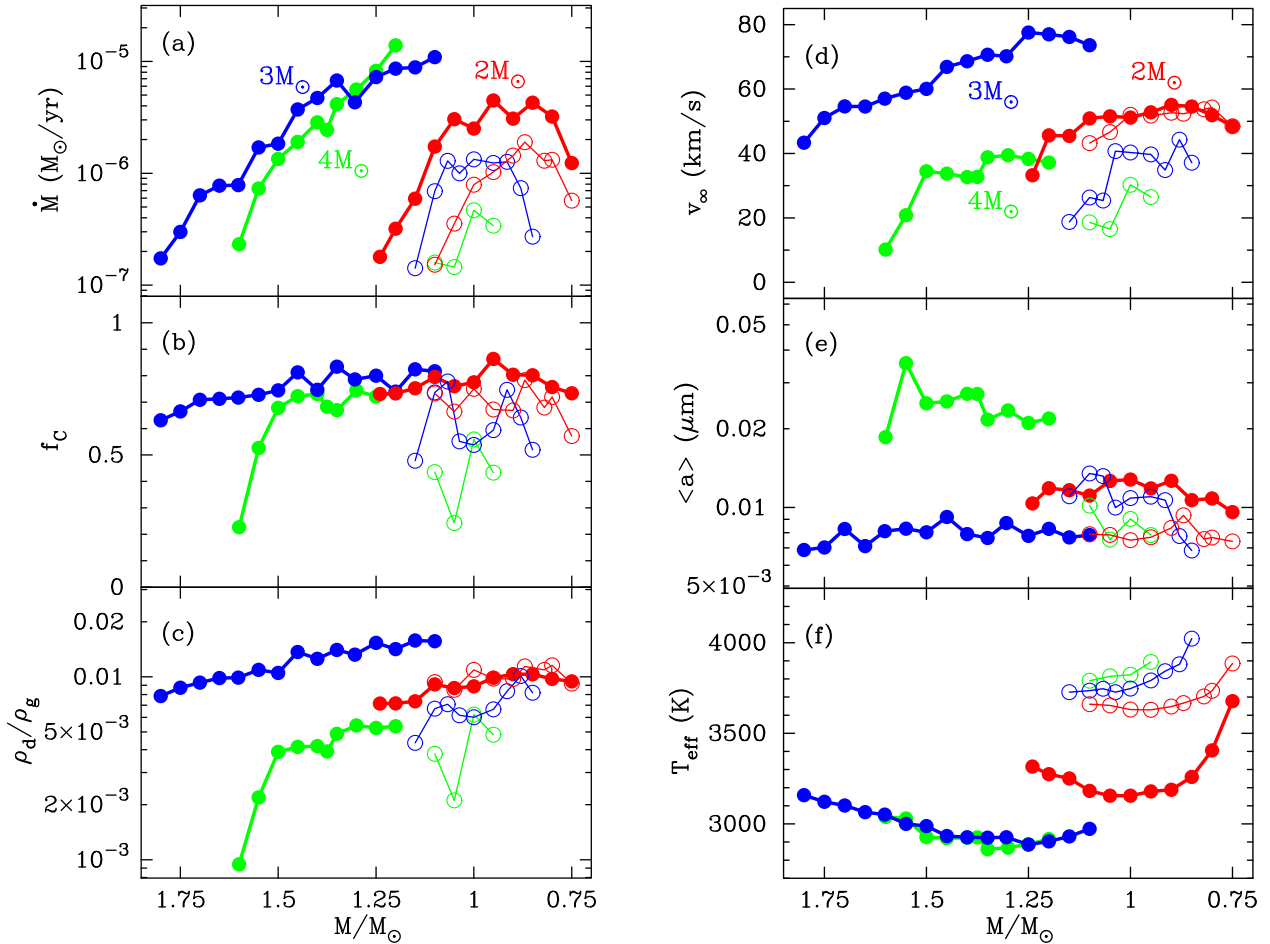 (a)
3M⊙
2M⊙
4M⊙
Ṁ (M⊙/yr)
10⁻⁵
10⁻⁶
10⁻⁷
(b)
f_C
1
0.5
0
(c)
ρ_d/ρ_g
0.02
0.01
5×10⁻³
2×10⁻³
10⁻³
1.75 1.5 1.25 1 0.75
M/M⊙
(d)
2M⊙
3M⊙
4M⊙
v_∞ (km/s)
80
60
40
20
0
(e)
<a> (μm)
0.05
0.02
0.01
5×10⁻³
(f)
T_eff (K)
4000
3500
3000
1.75 1.5 1.25 1 0.75
M/M⊙